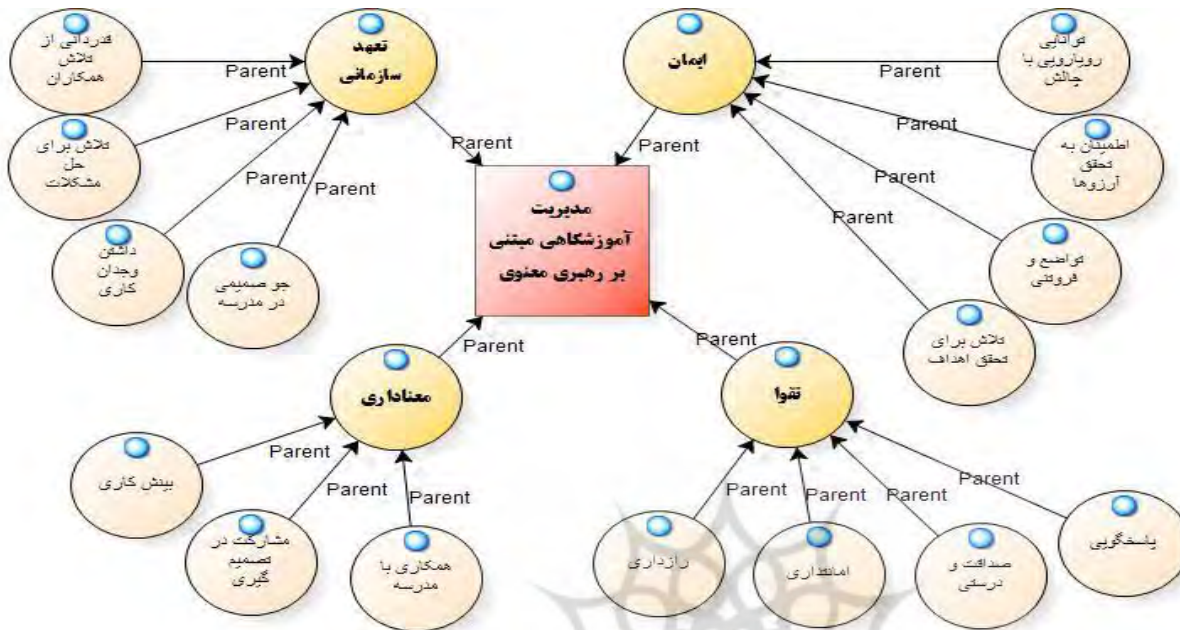 قدردانی از
تلاش
همکاران
Parent
تلاش برای
حل
مشکلات
Parent
داشتن
وجدان
کاری
Parent
جو صمیمی
در مدرسه
Parent
تعهد
سازمانی
Parent
ایمان
Parent
توانایی
رویارویی با
چالش
Parent
اطمینان به
تحقق
آرزوها
Parent
تواضع و
فروتنی
Parent
تلاش برای
تحقق اهداف
Parent
مدیریت
آموزشگاهی مبتنی
بر رهبری معنوی
معناداری
Parent
بینش کاری
Parent
مشارکت در
تصمیم
گیری
Parent
همکاری با
مدرسه
Parent
تقوا
Parent
رازداری
Parent
امانتداری
Parent
صداقت و
درستی
Parent
پاسخگویی
Parent